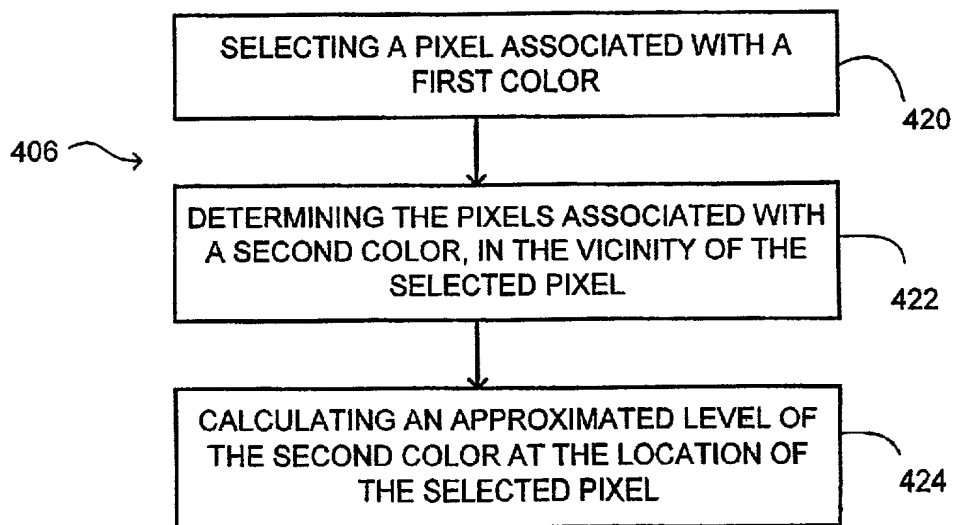 SELECTING A PIXEL ASSOCIATED WITH A
FIRST COLOR
420
406
DETERMINING THE PIXELS ASSOCIATED WITH
A SECOND COLOR, IN THE VICINITY OF THE
SELECTED PIXEL
422
CALCULATING AN APPROXIMATED LEVEL OF
THE SECOND COLOR AT THE LOCATION OF
THE SELECTED PIXEL
424